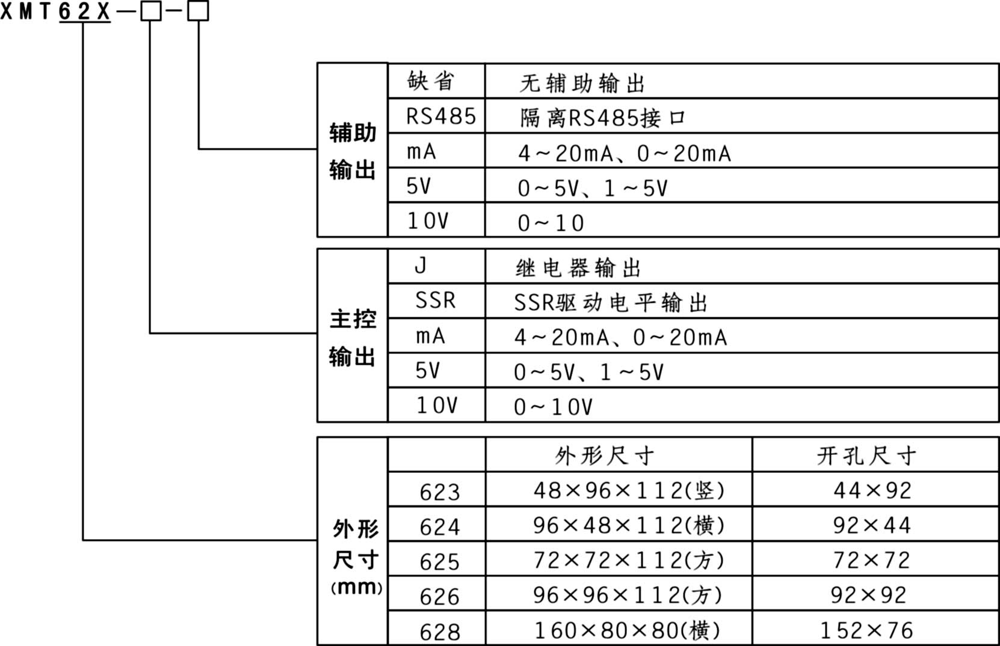 XMT62X—□—□
辅助
输出
缺省 无辅助输出
RS485 隔离RS485接口
mA 4~20mA、0~20mA
5V 0~5V、1~5V
10V 0~10
主控
输出
J 继电器输出
SSR SSR驱动电平输出
mA 4~20mA、0~20mA
5V 0~5V、1~5V
10V 0~10V
外形
尺寸
(mm)
外形尺寸 开孔尺寸
623 48×96×112(竖) 44×92
624 96×48×112(横) 92×44
625 72×72×112(方) 72×72
626 96×96×112(方) 92×92
628 160×80×80(横) 152×76